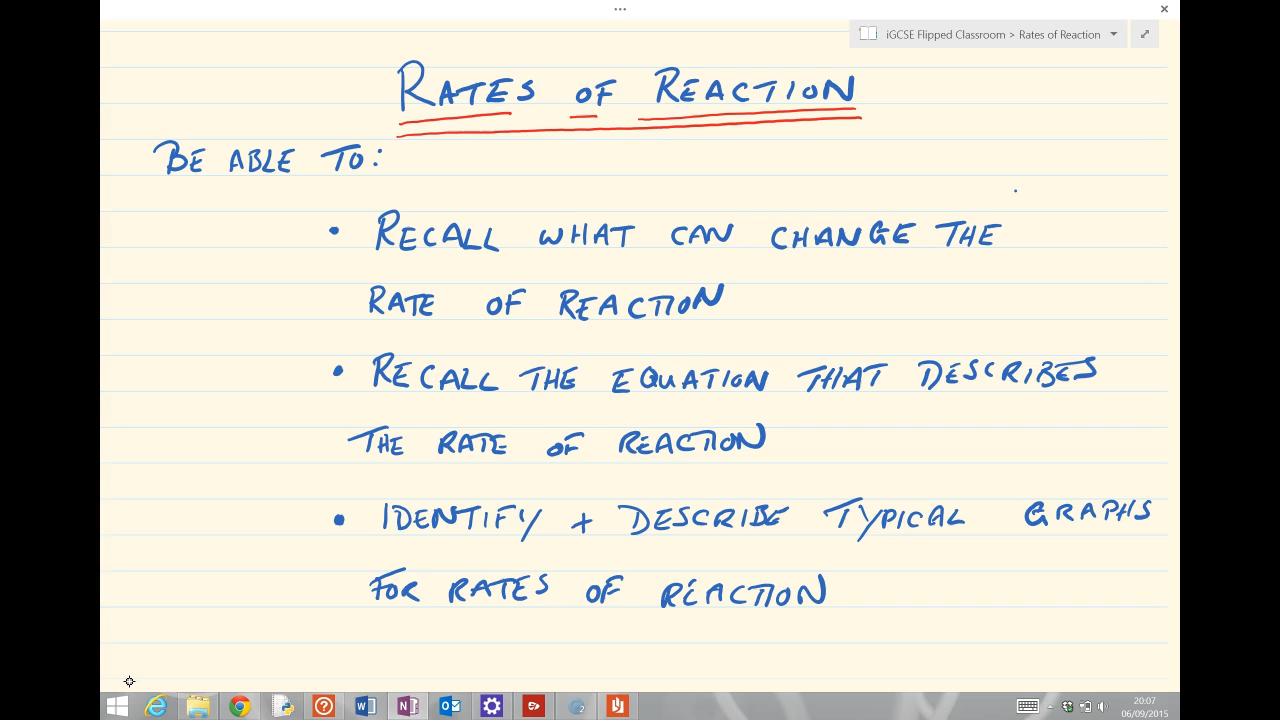 iGCSE Flipped Classroom > Rates of Reaction
RATES OF REACTION
BE ABLE TO:
• RECALL WHAT CAN CHANGE THE
RATE OF REACTION
• RECALL THE EQUATION THAT DESCRIBES
THE RATE OF REACTION
• IDENTIFY + DESCRIBE TYPICAL GRAPHS
FOR RATES OF REACTION
20:07
06/09/2015